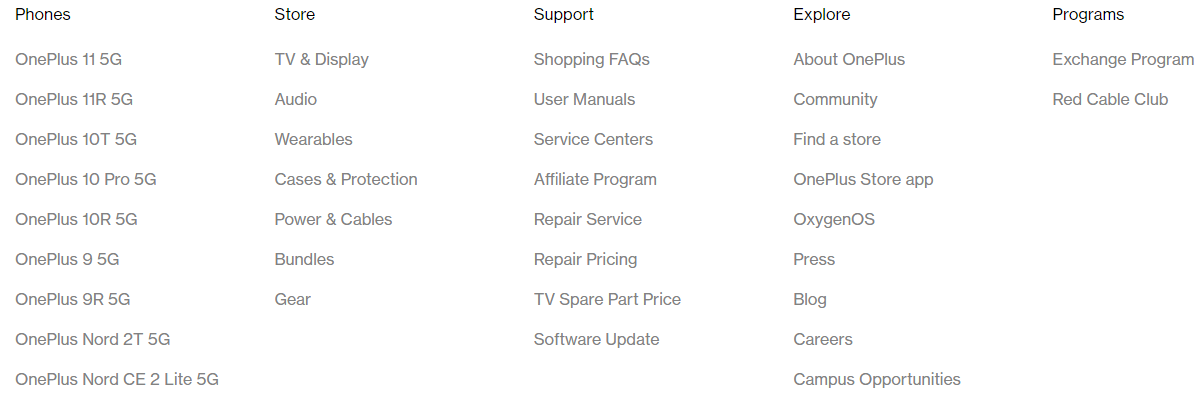 Phones
OnePlus 11 5G
OnePlus 11R 5G
OnePlus 10T 5G
OnePlus 10 Pro 5G
OnePlus 10R 5G
OnePlus 9 5G
OnePlus 9R 5G
OnePlus Nord 2T 5G
OnePlus Nord CE 2 Lite 5G
Store
TV & Display
Audio
Wearables
Cases & Protection
Power & Cables
Bundles
Gear
Support
Shopping FAQs
User Manuals
Service Centers
Affiliate Program
Repair Service
Repair Pricing
TV Spare Part Price
Software Update
Explore
About OnePlus
Community
Find a store
OnePlus Store app
OxygenOS
Press
Blog
Careers
Campus Opportunities
Programs
Exchange Program
Red Cable Club